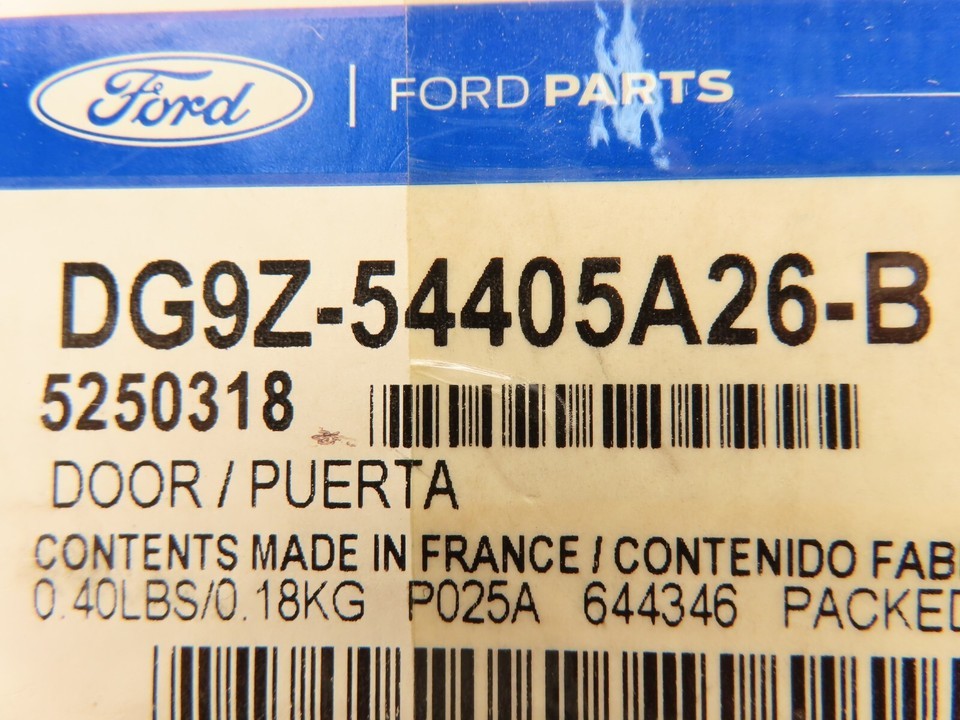 Ford | FORD PARTS
DG9Z-54405A26-B
5250318
DOOR / PUERTA
CONTENTS MADE IN FRANCE / CONTENIDO FABI
0.40LBS/0.18KG P025A 644346 PACKED